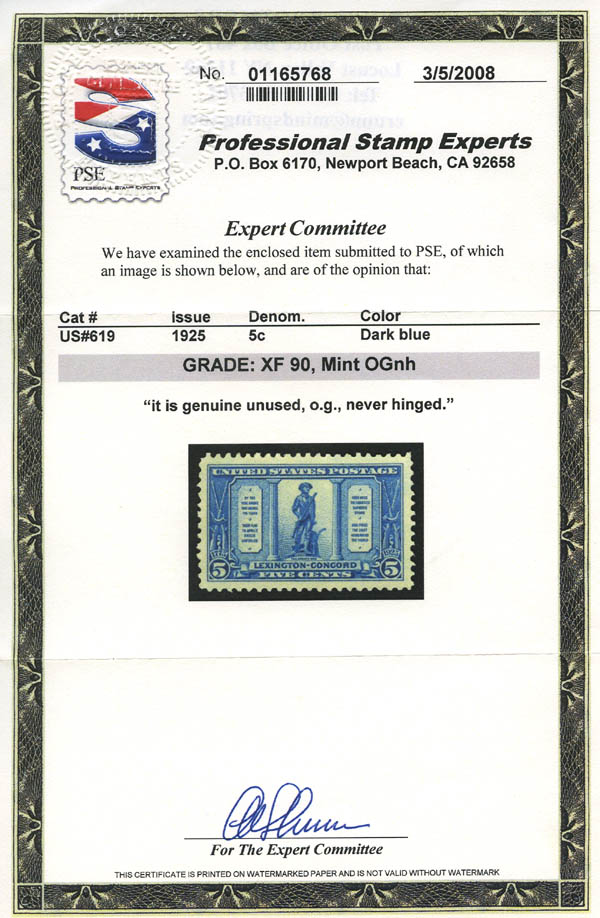 No. 01165768 3/5/2008
PSE
PROFESSIONAL STAMP EXPERTS
Professional Stamp Experts
P.O. Box 6170, Newport Beach, CA 92658
Expert Committee
We have examined the enclosed item submitted to PSE, of which
an image is shown below, and are of the opinion that:
Cat # issue Denom. Color
US#619 1925 5c Dark blue
GRADE: XF 90, Mint OGnh
“it is genuine unused, o.g., never hinged.”
UNITED STATES POSTAGE
5 LEXINGTON-CONCORD 5
FIVE CENTS
For The Expert Committee
THIS CERTIFICATE IS PRINTED ON WATERMARKED PAPER AND IS NOT VALID WITHOUT WATERMARK